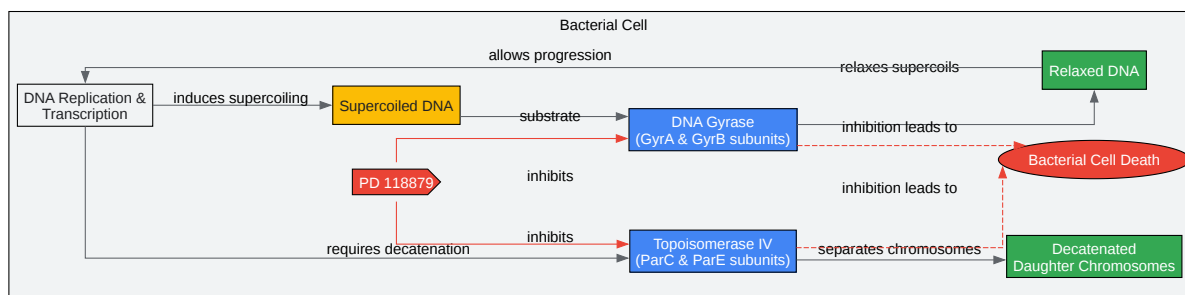 Bacterial Cell
allows progression
relaxes supercoils
Relaxed DNA
DNA Replication &
Transcription
induces supercoiling
Supercoiled DNA
substrate
DNA Gyrase
(GyrA & GyrB subunits)
inhibition leads to
Bacterial Cell Death
PD 118879
inhibits
inhibition leads to
inhibits
requires decatenation
Topoisomerase IV
(ParC & ParE subunits)
separates chromosomes
Decatenated
Daughter Chromosomes